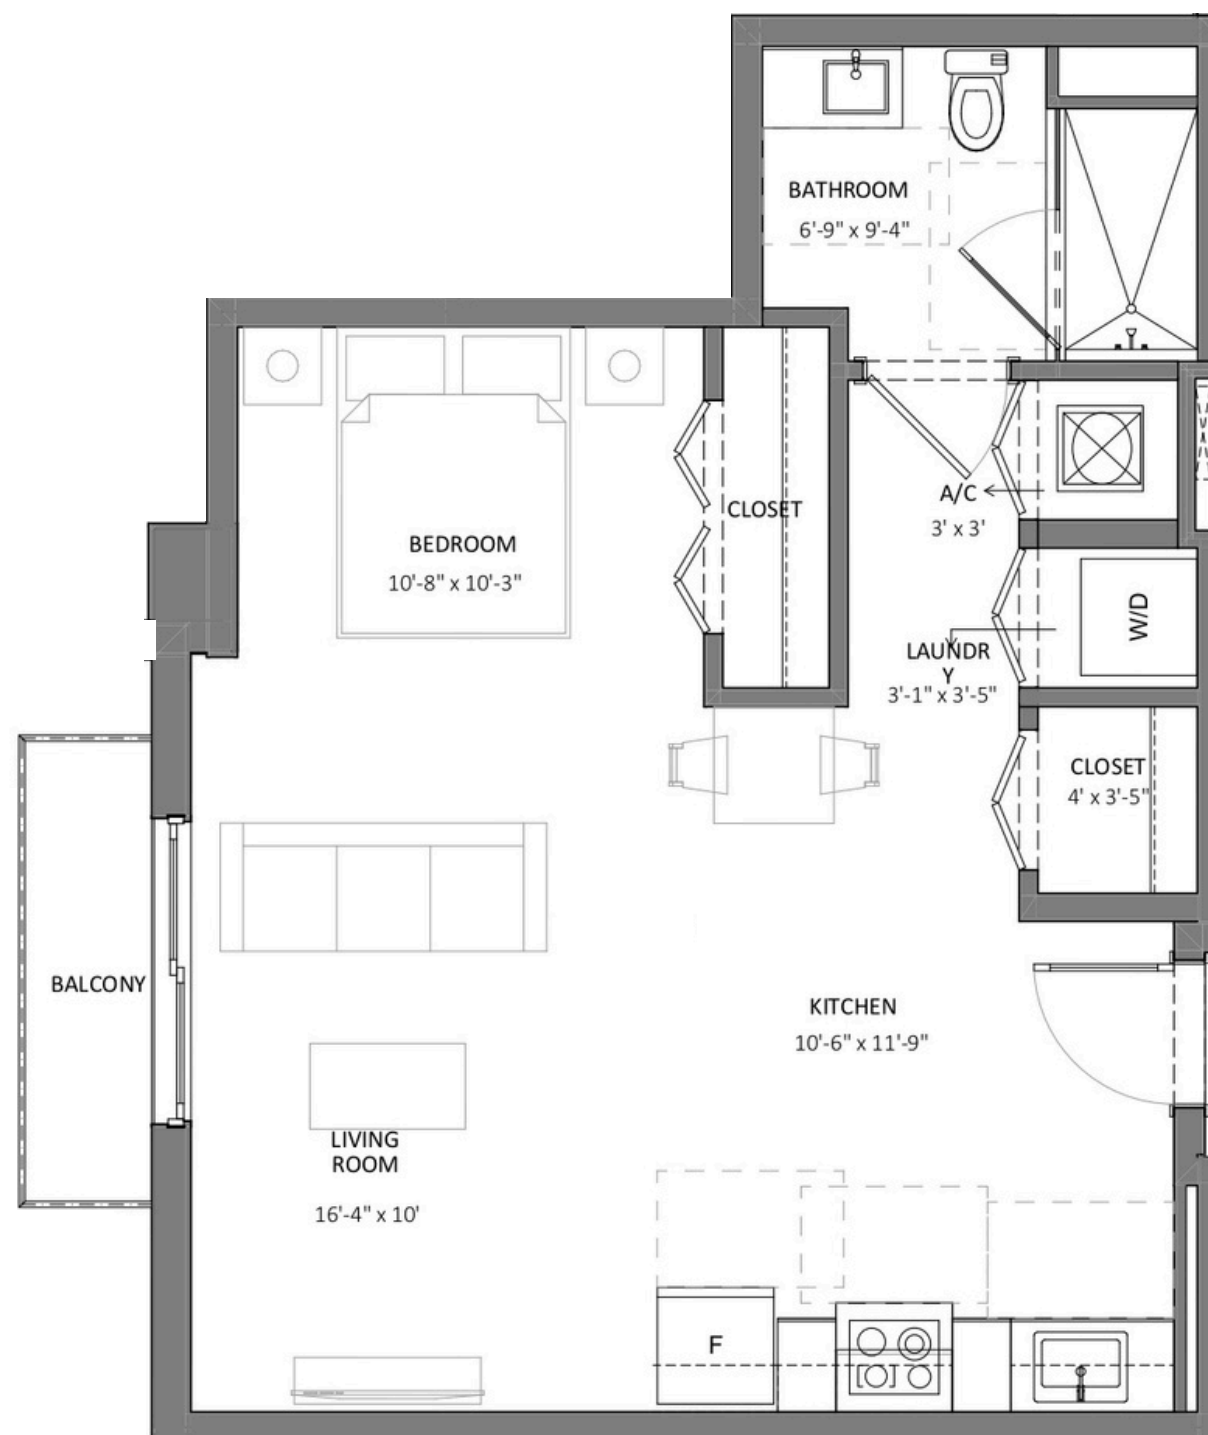 BATHROOM
6'-9" x 9'-4"
A/C
3' x 3'
CLOSET
BEDROOM
10'-8" x 10'-3"
W/D
LAUNDR
Y
3'-1" x 3'-5"
CLOSET
4' x 3'-5"
BALCONY
KITCHEN
10'-6" x 11'-9"
LIVING
ROOM
16'-4" x 10'
F